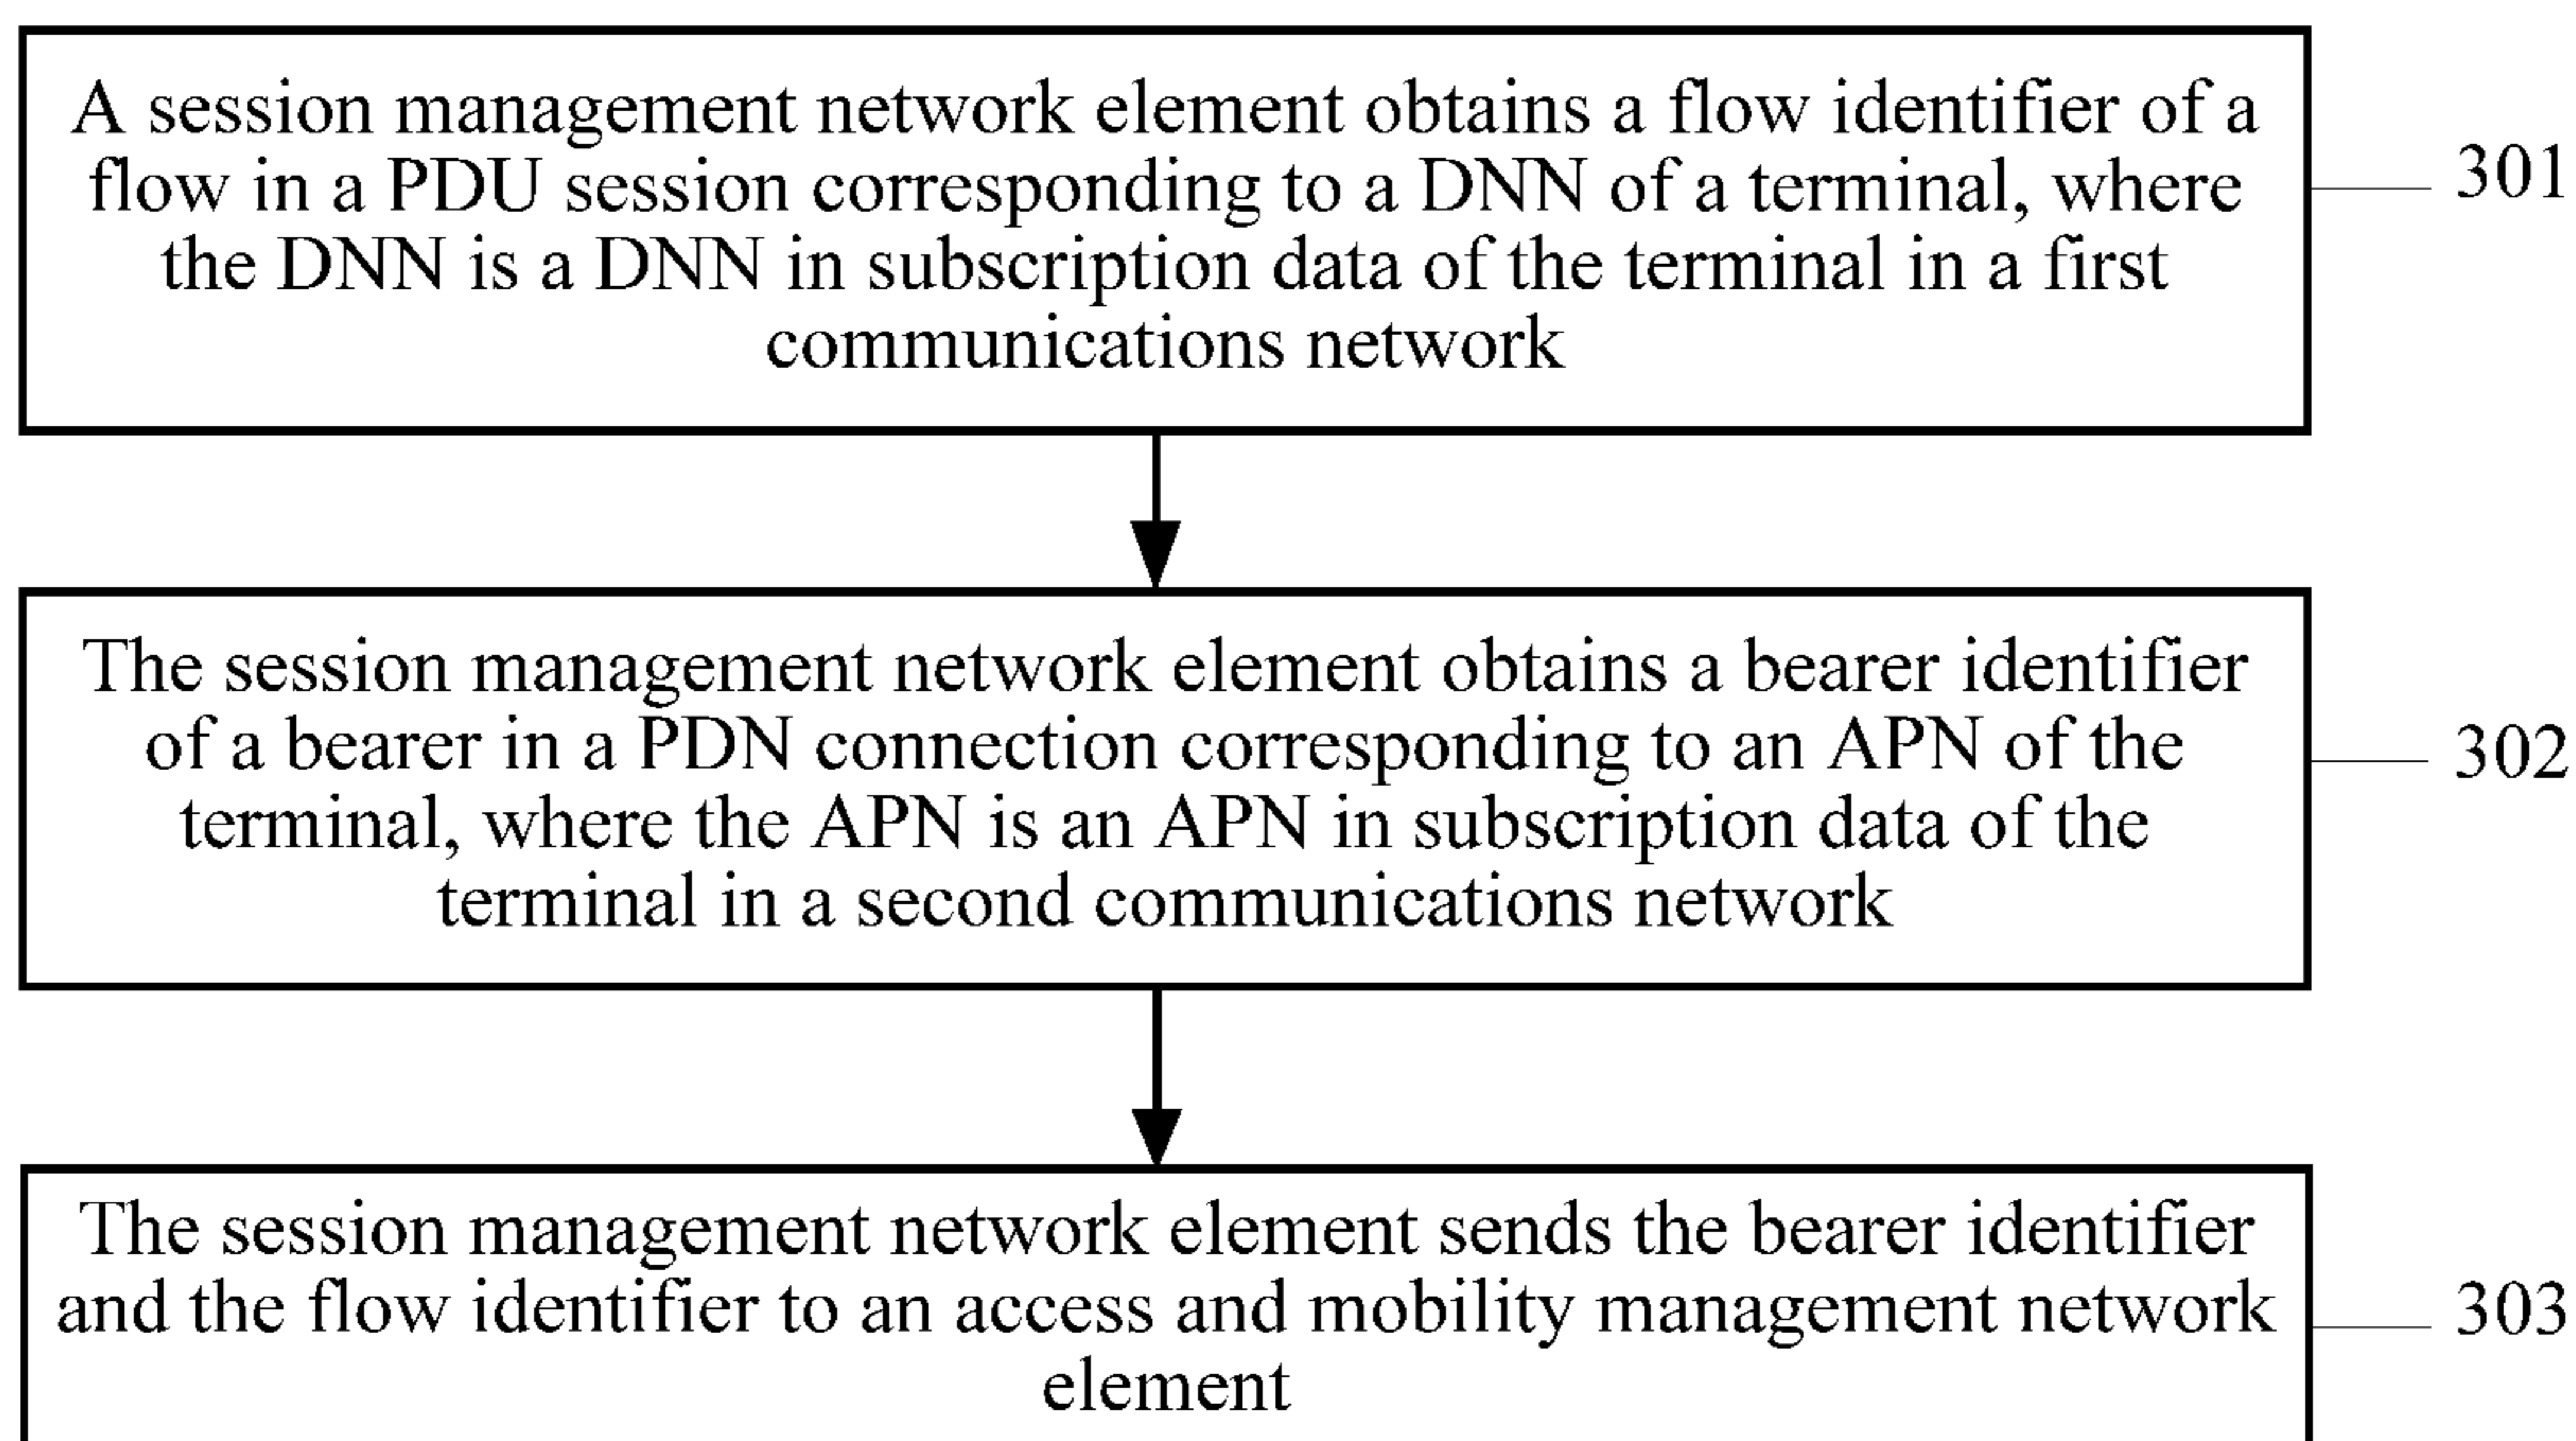 A session management network element obtains a flow identifier of a
flow in a PDU session corresponding to a DNN of a terminal, where
the DNN is a DNN in subscription data of the terminal in a first
communications network
301
The session management network element obtains a bearer identifier
of a bearer in a PDN connection corresponding to an APN of the
terminal, where the APN is an APN in subscription data of the
terminal in a second communications network
302
The session management network element sends the bearer identifier
and the flow identifier to an access and mobility management network
element
303